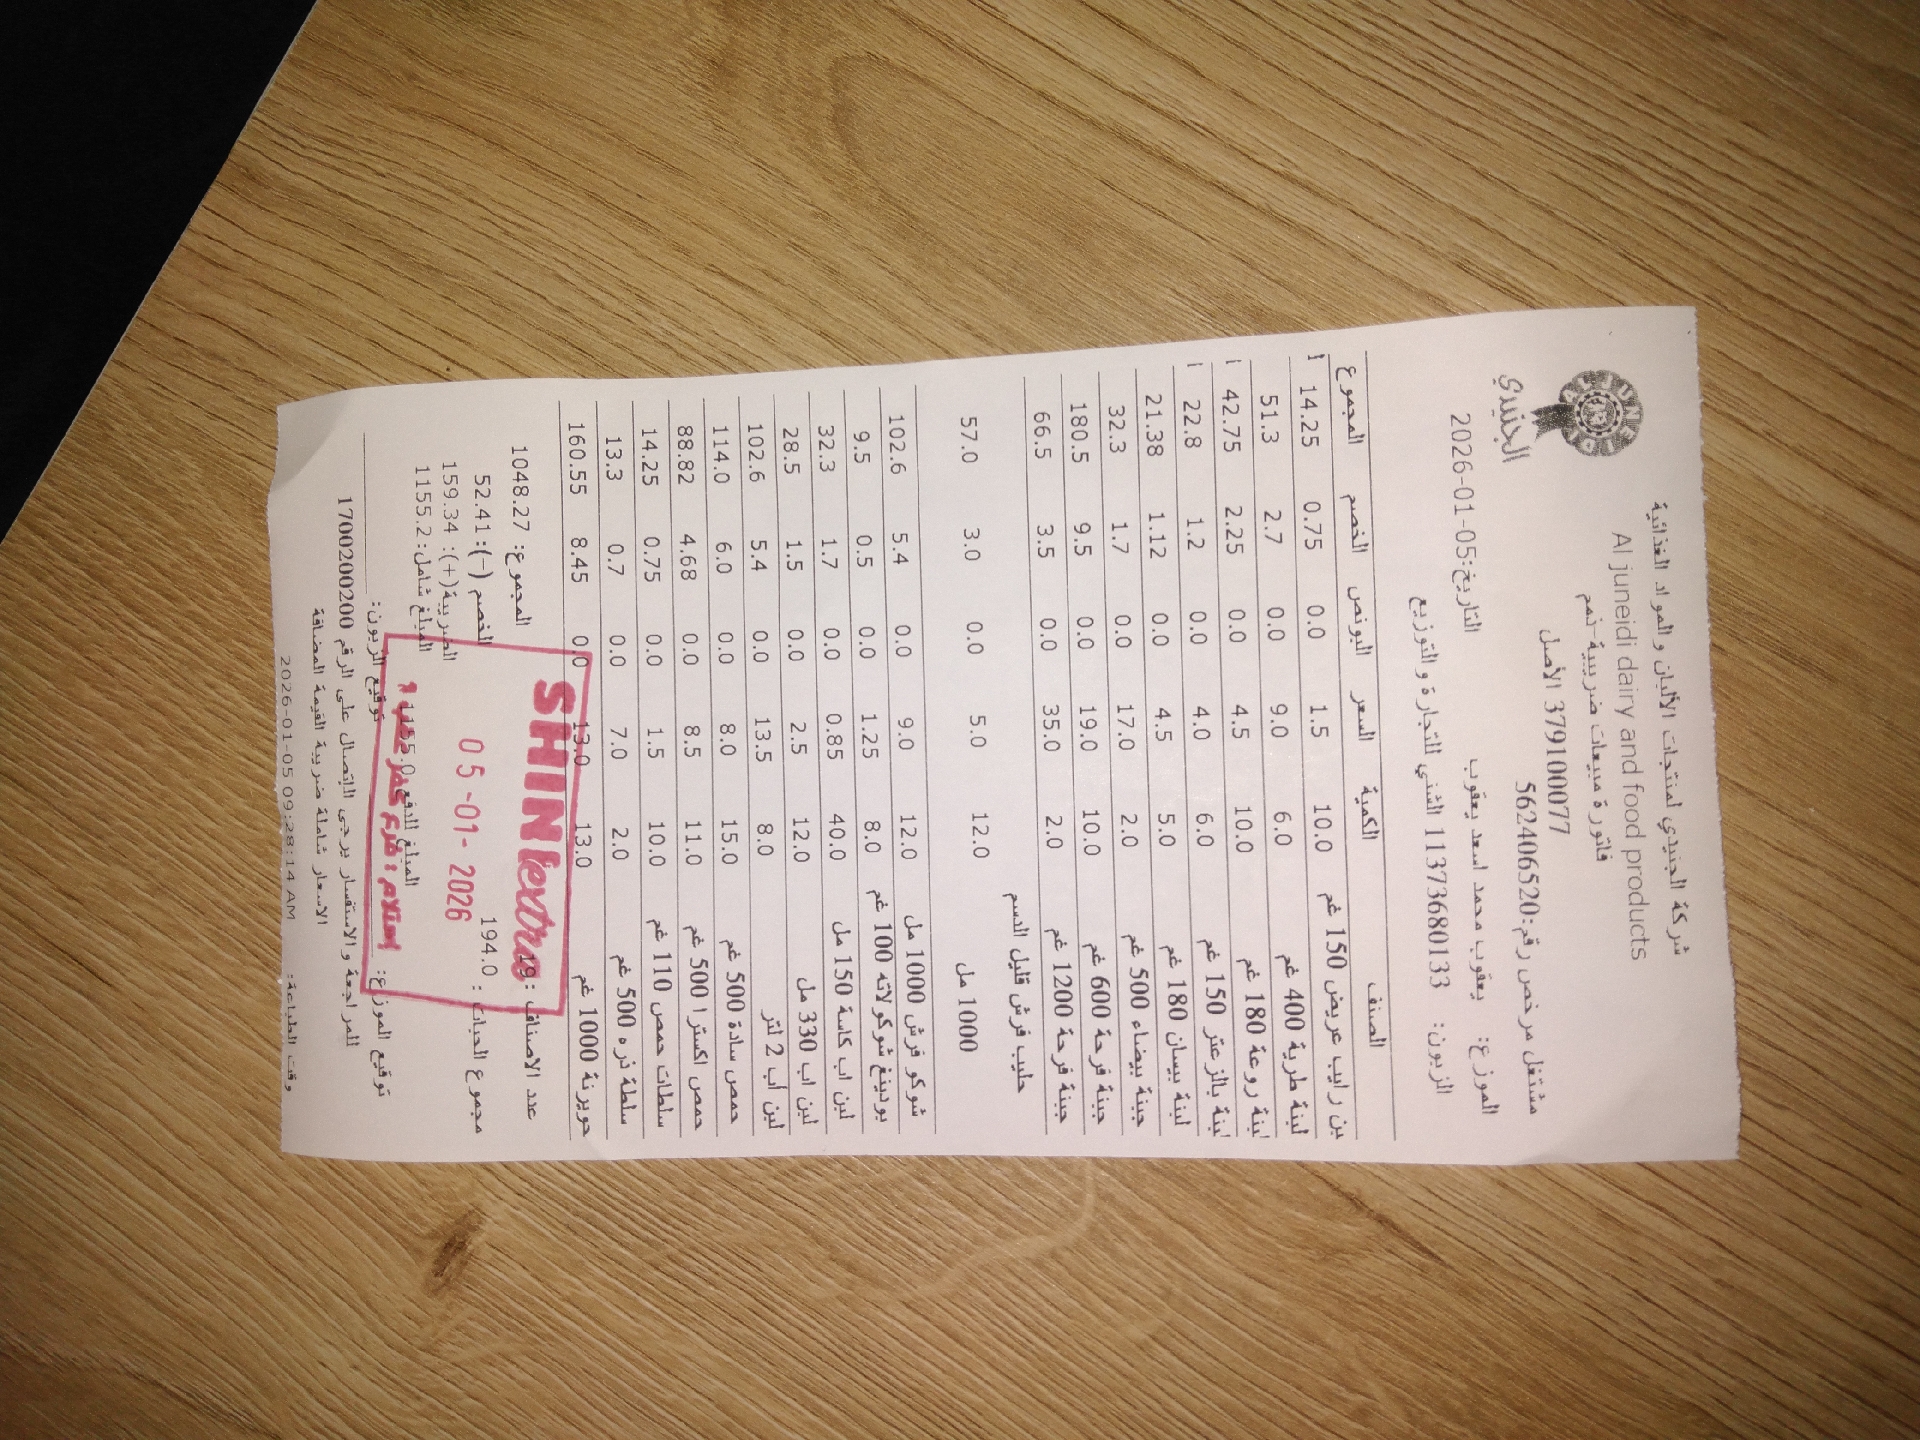 شركة الجنيدي لمنتجات الألبان و المواد الغذائية
Al juneidi dairy and food products
فاتورة مبيعات ضريبية-ذمم
379100077 الأصل
الجنيدي
مشتغل مرخص رقم:562406520
التاريخ:2026-01-05
الموزع: يعقوب محمد اسعد يعقوب
الزبون: 1137368013 الشني للتجارة و التوزيع
الصنف الكمية السعر البونص الخصم المجموع
بن رايب عريض 150 غم 10.0 1.5 0.0 0.75 14.25
لبنة طرية 400 غم 6.0 9.0 0.0 2.7 51.3
لبنة روعة 180 غم 10.0 4.5 0.0 2.25 42.75
لبنة بالزعتر 150 غم 6.0 4.0 0.0 1.2 22.8
لبنة بيسان 180 غم 5.0 4.5 0.0 1.12 21.38
جبنة بيضاء 500 غم 2.0 17.0 0.0 1.7 32.3
جبنة فرحة 600 غم 10.0 19.0 0.0 9.5 180.5
جبنة فرحة 1200 غم 2.0 35.0 0.0 3.5 66.5
حليب فرش قليل الدسم
1000 مل 12.0 5.0 0.0 3.0 57.0
شوكو فرش 1000 مل 12.0 9.0 0.0 5.4 102.6
بودينغ شوكولاته 100 غم 8.0 1.25 0.0 0.5 9.5
لبن اب كاسة 150 مل 40.0 0.85 0.0 1.7 32.3
لبن اب 330 مل 12.0 2.5 0.0 1.5 28.5
لبن أب 2 لتر 8.0 13.5 0.0 5.4 102.6
حمص سادة 500 غم 15.0 8.0 0.0 6.0 114.0
حمص اكسترا 500 غم 11.0 8.5 0.0 4.68 88.82
سلطات حمص 110 غم 10.0 1.5 0.0 0.75 14.25
سلطة ذره 500 غم 2.0 7.0 0.0 0.7 13.3
جويرنة 1000 غم 13.0 13.0 0.0 8.45 160.55
عدد الاصناف : 19 المجموع: 1048.27
مجموع الحبات : 194.0 الخصم (-): 52.41
الضريبة(+): 159.34
المبلغ شامل: 1155.2
المبلغ المدفوع
SHINI extra
05-01-2026
إستلام : فرع
توقيع الموزع: توقيع الزبون:
للمراجعة و الاستفسار يرجى الاتصال على الرقم 1700200200
الاسعار شاملة ضريبة القيمة المضافة
وقت الطباعة: 2026-01-05 09:28:14 AM